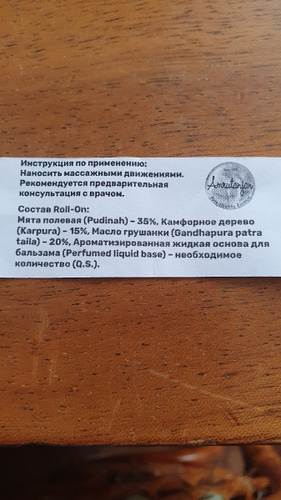 Инструкция по применению:
Наносить массажными движениями.
Рекомендуется предварительная
консультация с врачом.
Состав Roll-On:
Мята полевая (Pudinah) – 35%, Камфорное дерево
(Karpura) – 15%, Масло грушанки (Gandhapura patra
taila) – 20%, Ароматизированная жидкая основа для
бальзама (Perfumed liquid base) – необходимое
количество (Q.S.).
Amrutanjan